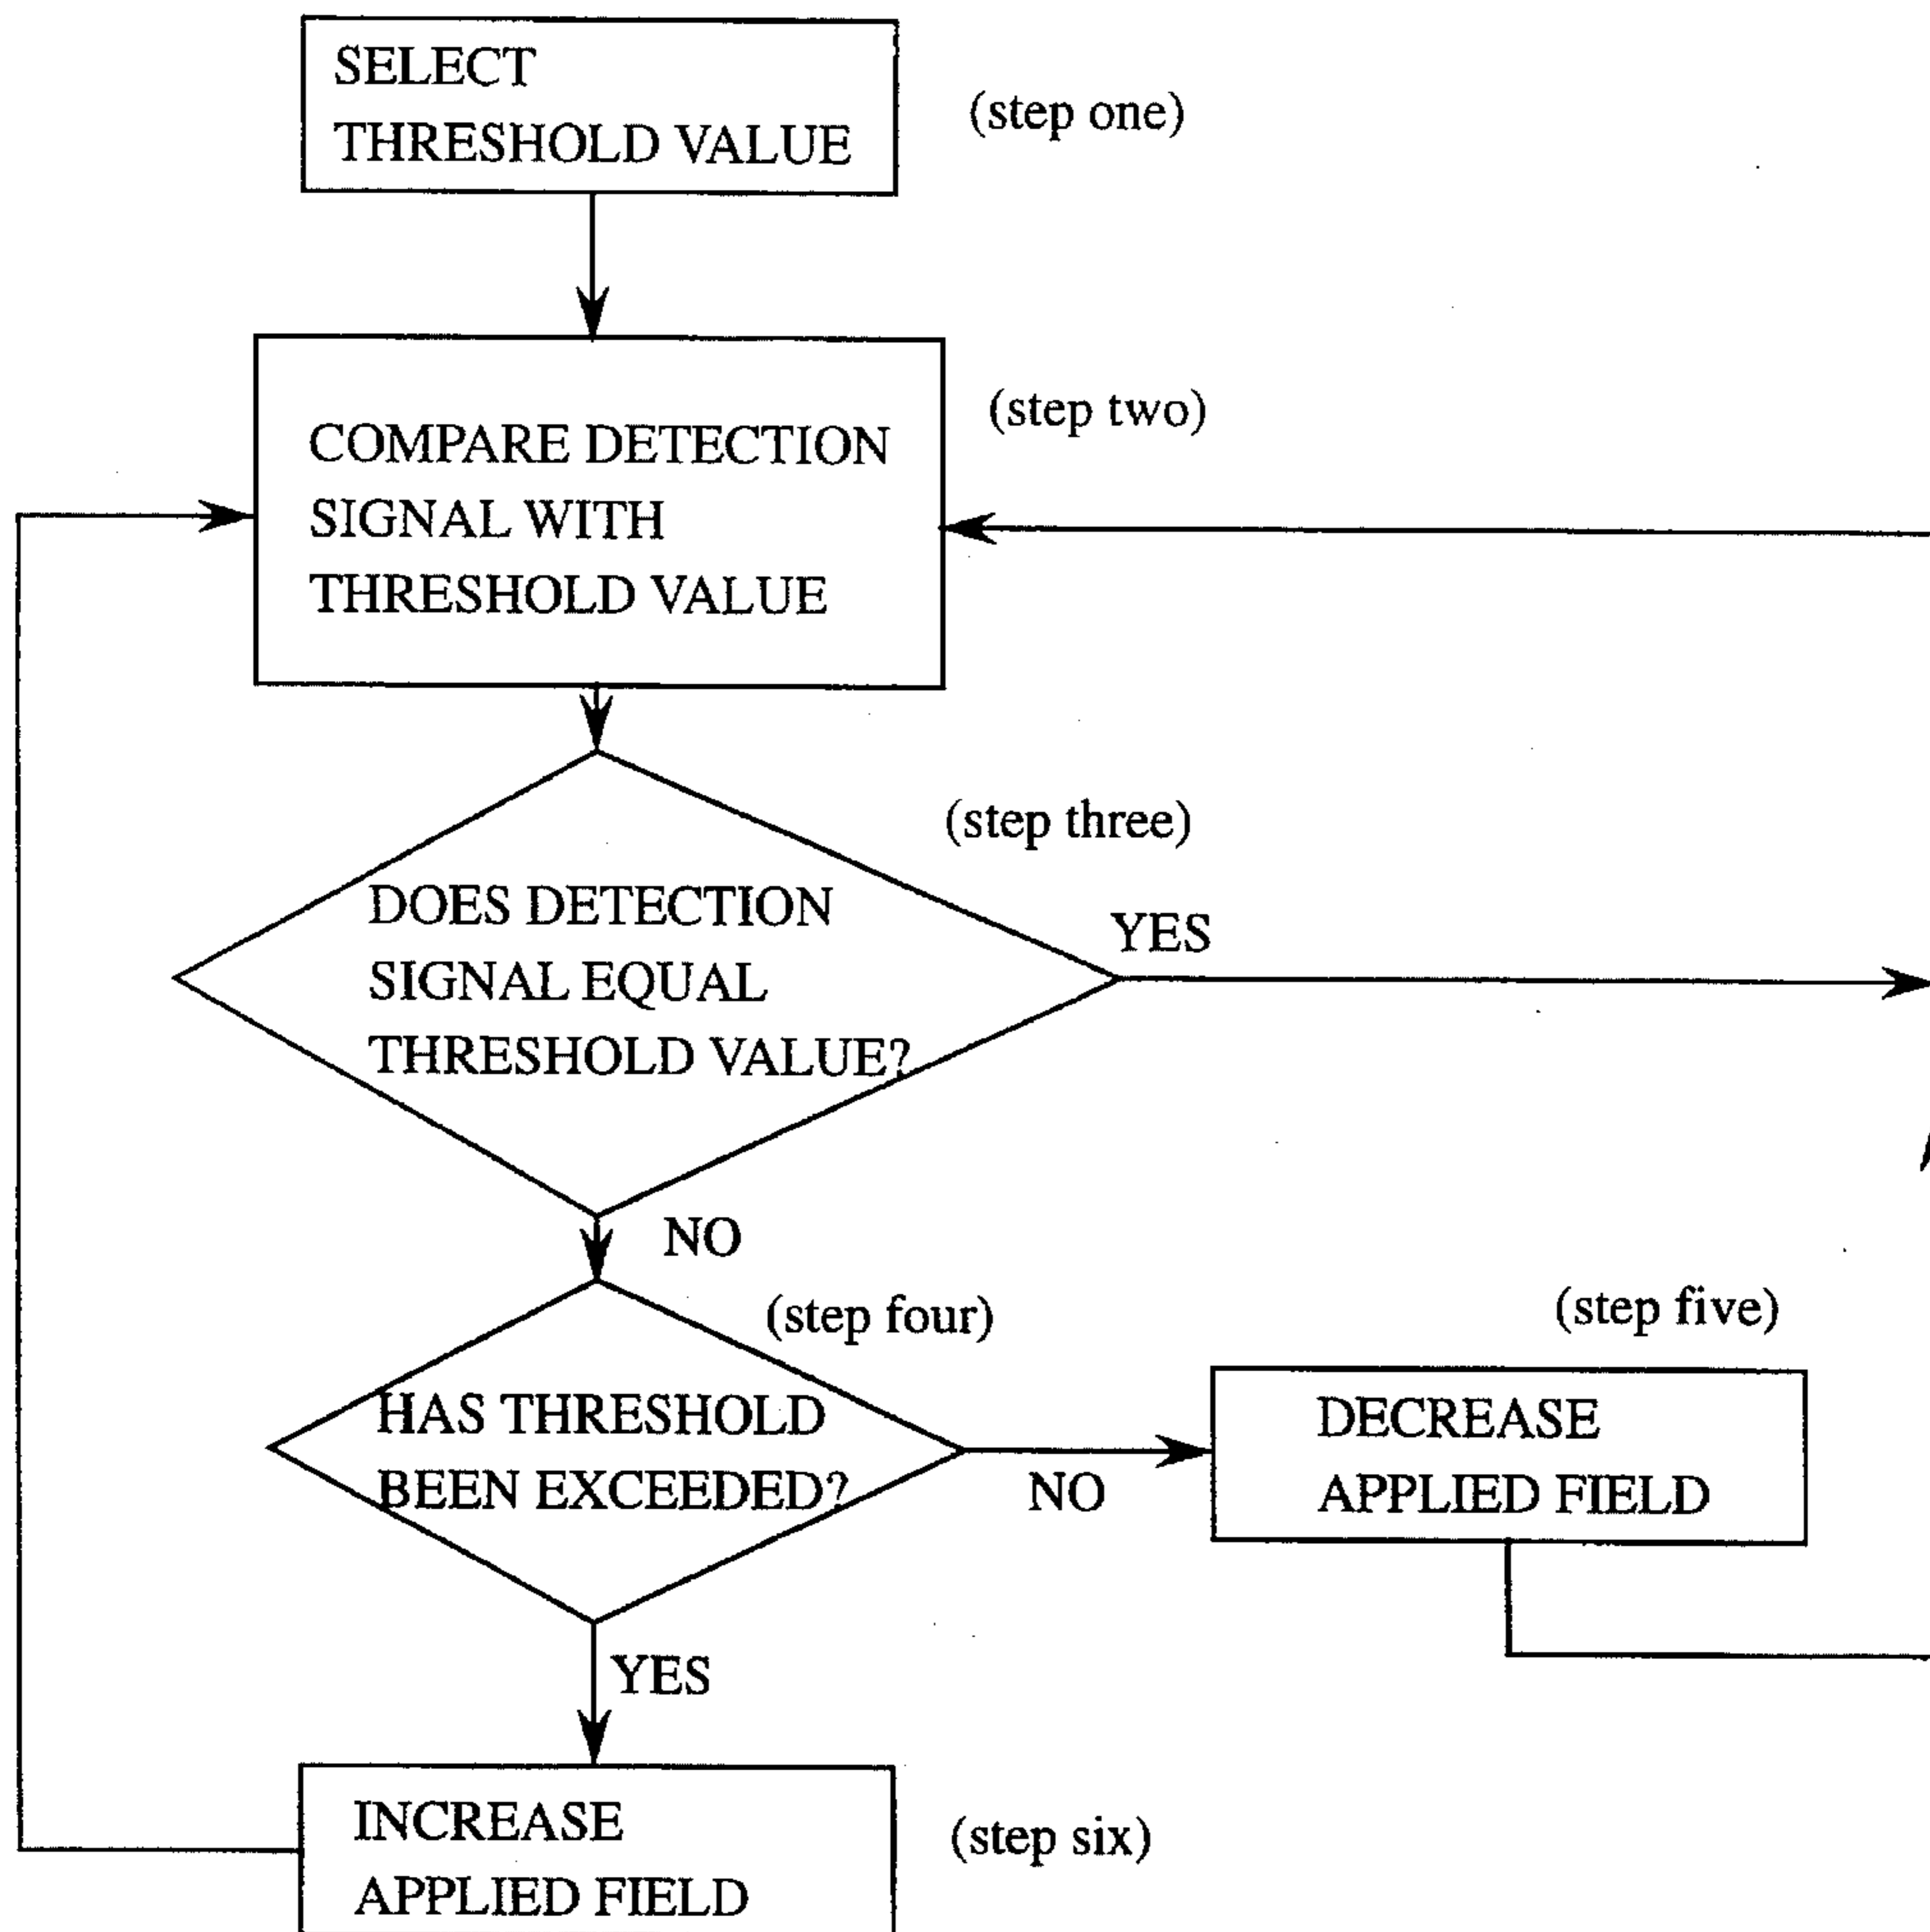 SELECT
THRESHOLD VALUE
(step one)
COMPARE DETECTION
SIGNAL WITH
THRESHOLD VALUE
(step two)
DOES DETECTION
SIGNAL EQUAL
THRESHOLD VALUE?
(step three)
YES
NO
HAS THRESHOLD
BEEN EXCEEDED?
(step four)
NO
DECREASE
APPLIED FIELD
(step five)
YES
INCREASE
APPLIED FIELD
(step six)